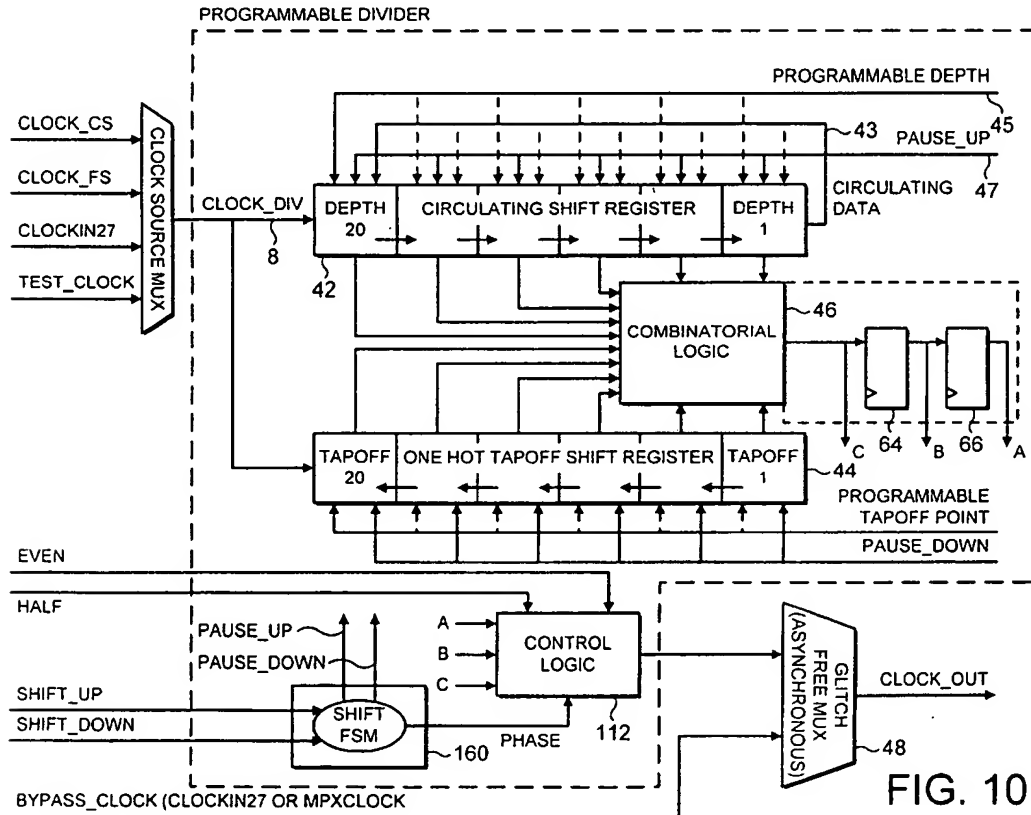 PROGRAMMABLE DIVIDER
PROGRAMMABLE DEPTH
45
43
CLOCK_CS
PAUSE_UP
47
CLOCK_FS
CLOCK SOURCE MUX
CLOCK_DIV
8
DEPTH
20
CIRCULATING SHIFT REGISTER
DEPTH
1
CIRCULATING
DATA
CLOCKIN27
TEST_CLOCK
42
46
COMBINATORIAL
LOGIC
C
64
B
66
A
TAPOFF
20
ONE HOT TAPOFF SHIFT REGISTER
TAPOFF
1
44
PROGRAMMABLE
TAPOFF POINT
PAUSE_DOWN
EVEN
HALF
PAUSE_UP
PAUSE_DOWN
A
B
C
CONTROL
LOGIC
112
GLITCH
FREE MUX
(ASYNCHRONOUS)
CLOCK_OUT
48
SHIFT_UP
SHIFT_DOWN
SHIFT
FSM
PHASE
160
BYPASS_CLOCK (CLOCKIN27 OR MPXCLOCK
FIG. 10